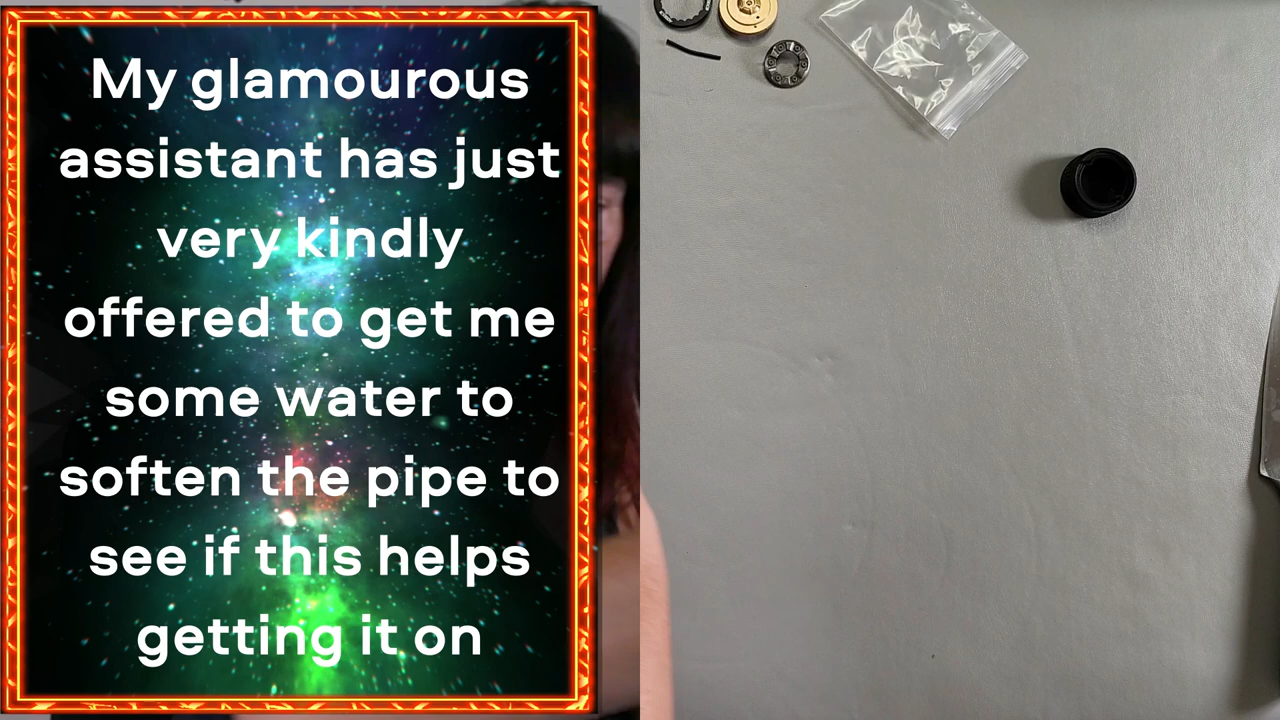 My glamourous
assistant has just
very kindly
offered to get me
some water to
soften the pipe to
see if this helps
getting it on